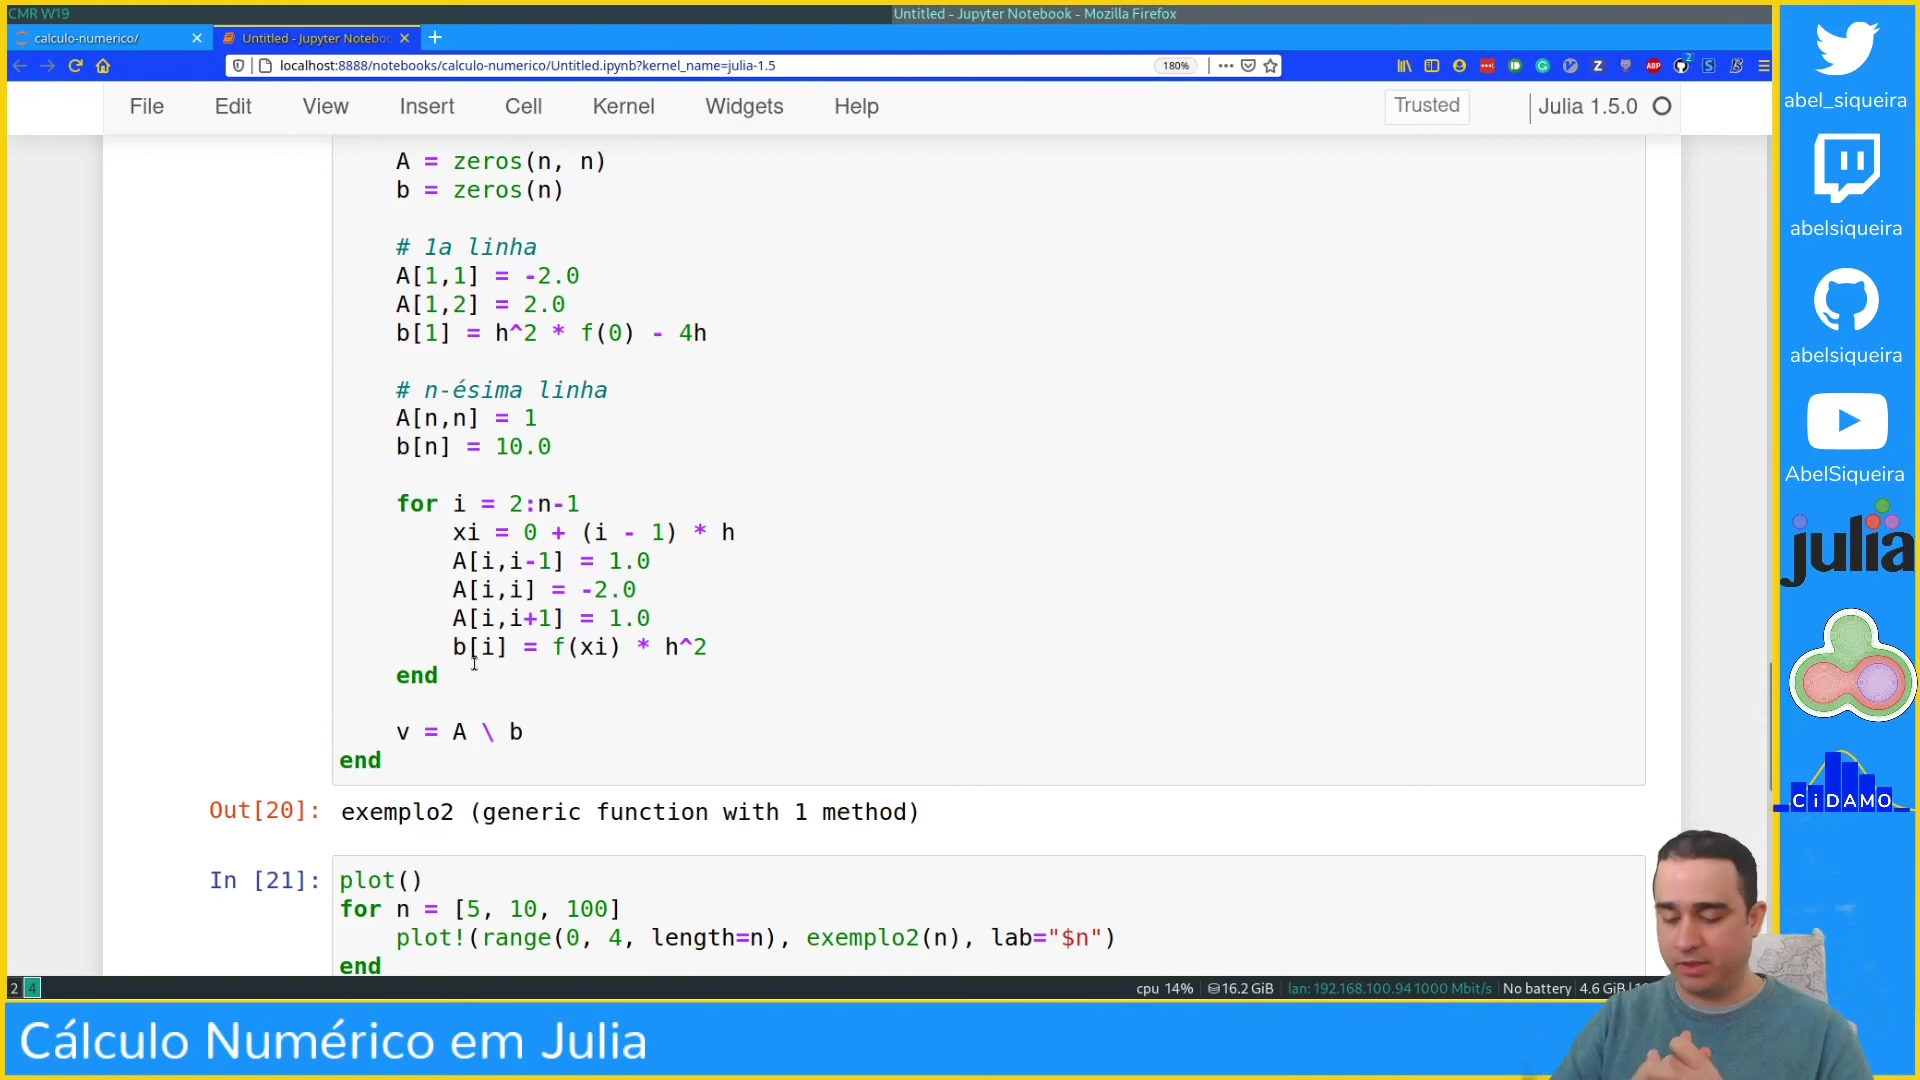 CMR W19
Untitled - Jupyter Notebook - Mozilla Firefox
calculo-numerico/
Untitled - Jupyter Noteboo
localhost:8888/notebooks/calculo-numerico/Untitled.ipynb?kernel_name=julia-1.5
180%
File Edit View Insert Cell Kernel Widgets Help
Trusted
Julia 1.5.0
A = zeros(n, n)
b = zeros(n)
# 1a linha
A[1,1] = -2.0
A[1,2] = 2.0
b[1] = h^2 * f(0) - 4h
# n-ésima linha
A[n,n] = 1
b[n] = 10.0
for i = 2:n-1
xi = 0 + (i - 1) * h
A[i,i-1] = 1.0
A[i,i] = -2.0
A[i,i+1] = 1.0
b[i] = f(xi) * h^2
end
v = A \ b
end
Out[20]: exemplo2 (generic function with 1 method)
In [21]: plot()
for n = [5, 10, 100]
plot!(range(0, 4, length=n), exemplo2(n), lab="$n")
end
2 4
cpu 14% 16.2 GiB lan: 192.168.100.94 1000 Mbit/s No battery 4.6 GiB
Cálculo Numérico em Julia
abel_siqueira
abelsiqueira
abelsiqueira
AbelSiqueira
julia
CiDAMO